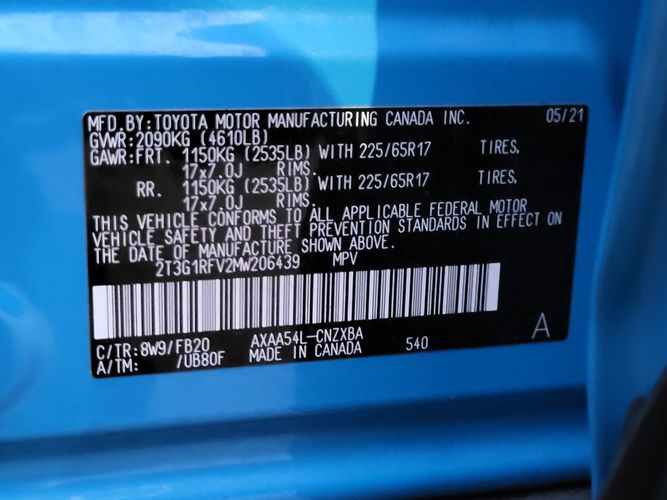 MFD. BY: TOYOTA MOTOR MANUFACTURING CANADA INC. 05/21
GVWR: 2090KG (4610LB)
GAWR: FRT. 1150KG (2535LB) WITH 225/65R17 TIRES,
17x7.0J RIMS.
RR. 1150KG (2535LB) WITH 225/65R17 TIRES,
17x7.0J RIMS.
THIS VEHICLE CONFORMS TO ALL APPLICABLE FEDERAL MOTOR
VEHICLE SAFETY AND THEFT PREVENTION STANDARDS IN EFFECT ON
THE DATE OF MANUFACTURE SHOWN ABOVE.
2T3G1RFV2MW206439 MPV
C/TR: 8W9/FB20 AXAA54L-CNZXBA 540 A
A/TM: /UB80F MADE IN CANADA